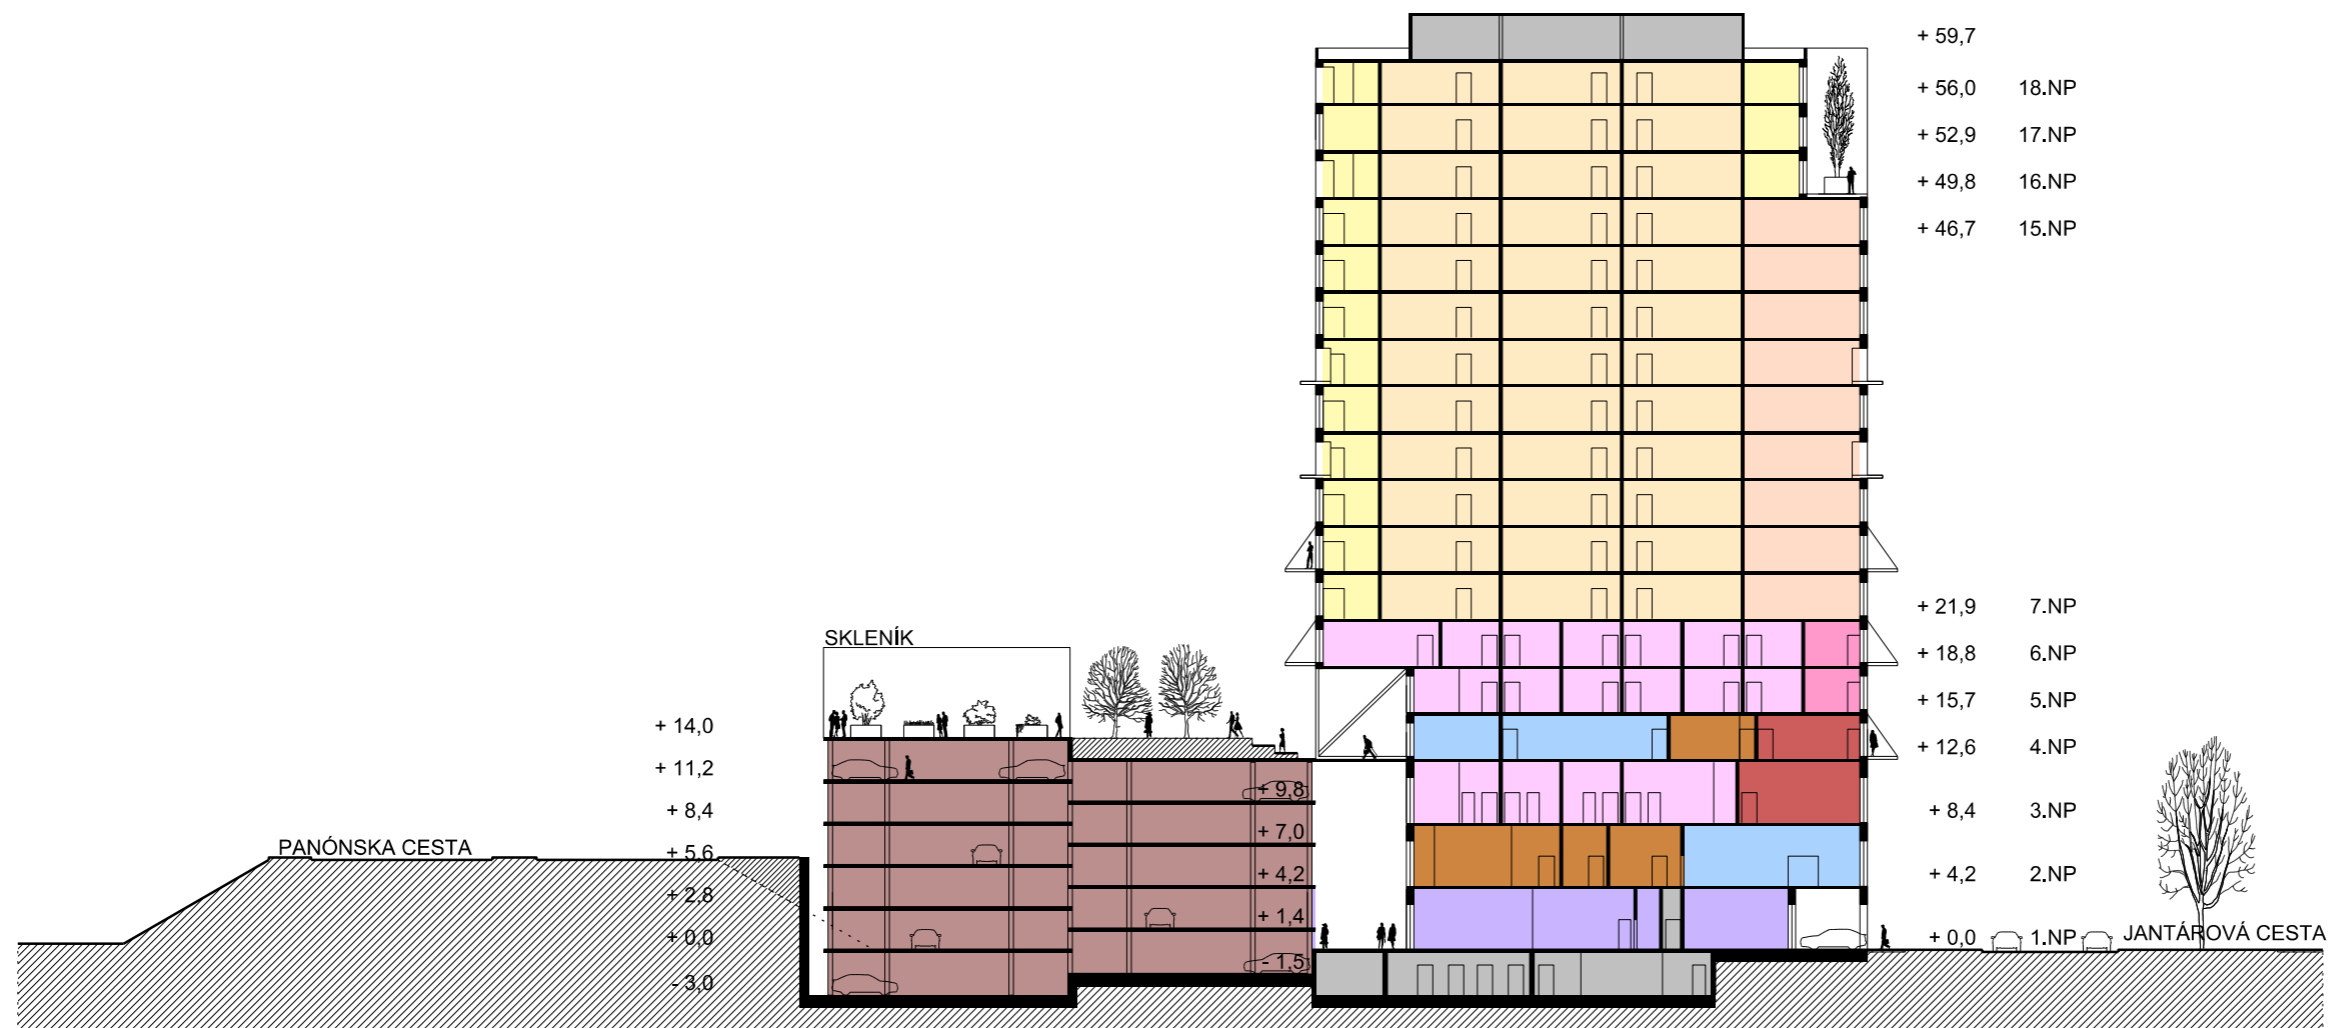 + 59,7
+ 56,0 18.NP
+ 52,9 17.NP
+ 49,8 16.NP
+ 46,7 15.NP
+ 21,9 7.NP
+ 18,8 6.NP
+ 15,7 5.NP
+ 12,6 4.NP
+ 8,4 3.NP
+ 4,2 2.NP
+ 0,0 1.NP
JANTÁROVÁ CESTA
SKLENÍK
+ 14,0
+ 11,2
+ 8,4
+ 5,6
+ 2,8
+ 0,0
- 3,0
PANÓNSKA CESTA
+ 9,8
+ 7,0
+ 4,2
+ 1,4
- 1,5